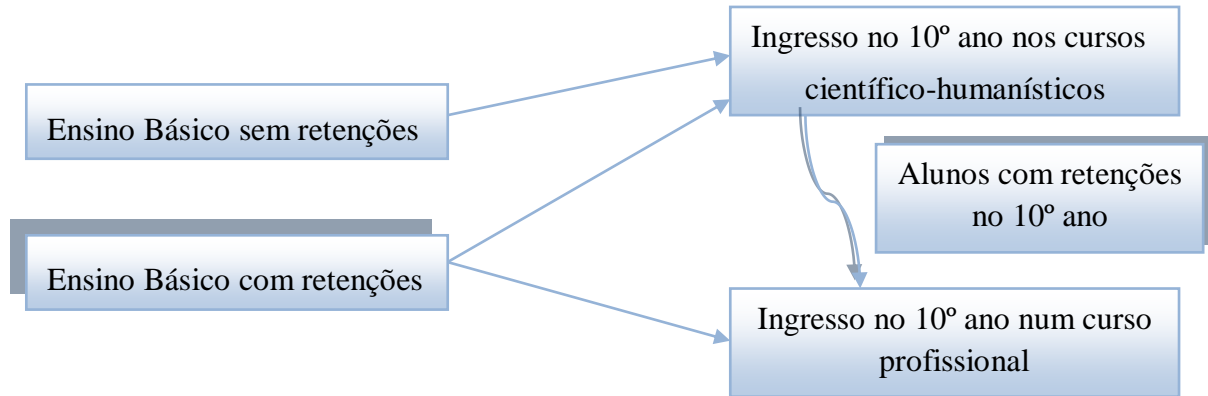 Ingresso no 10º ano nos cursos
científico-humanísticos
Ensino Básico sem retenções
Alunos com retenções
no 10º ano
Ensino Básico com retenções
Ingresso no 10º ano num curso
profissional